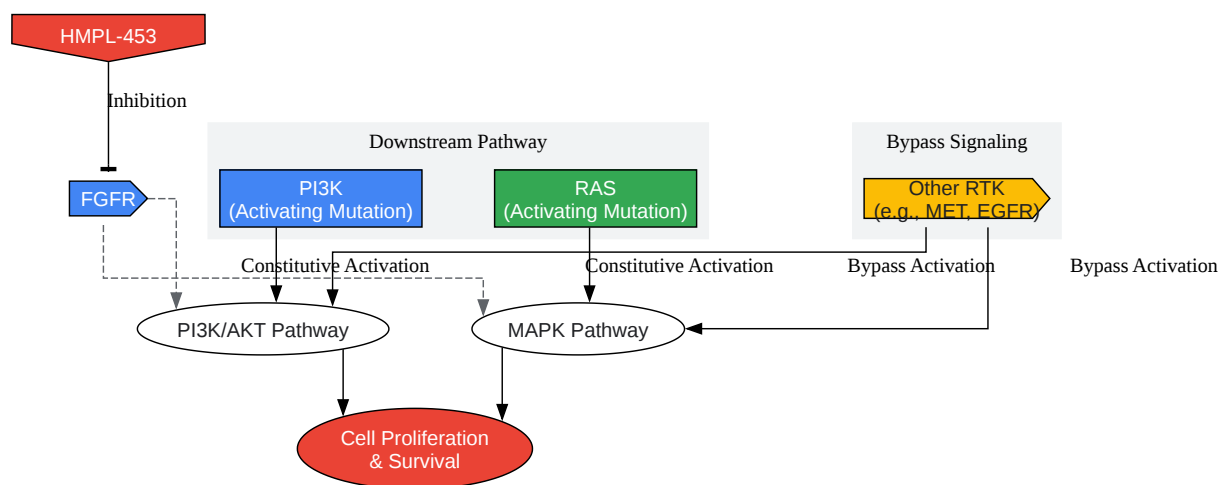 HMPL-453
Inhibition
Downstream Pathway
Bypass Signaling
FGFR
PI3K
(Activating Mutation)
RAS
(Activating Mutation)
Other RTK
(e.g., MET, EGFR)
Constitutive Activation
Constitutive Activation
Bypass Activation
Bypass Activation
PI3K/AKT Pathway
MAPK Pathway
Cell Proliferation
& Survival